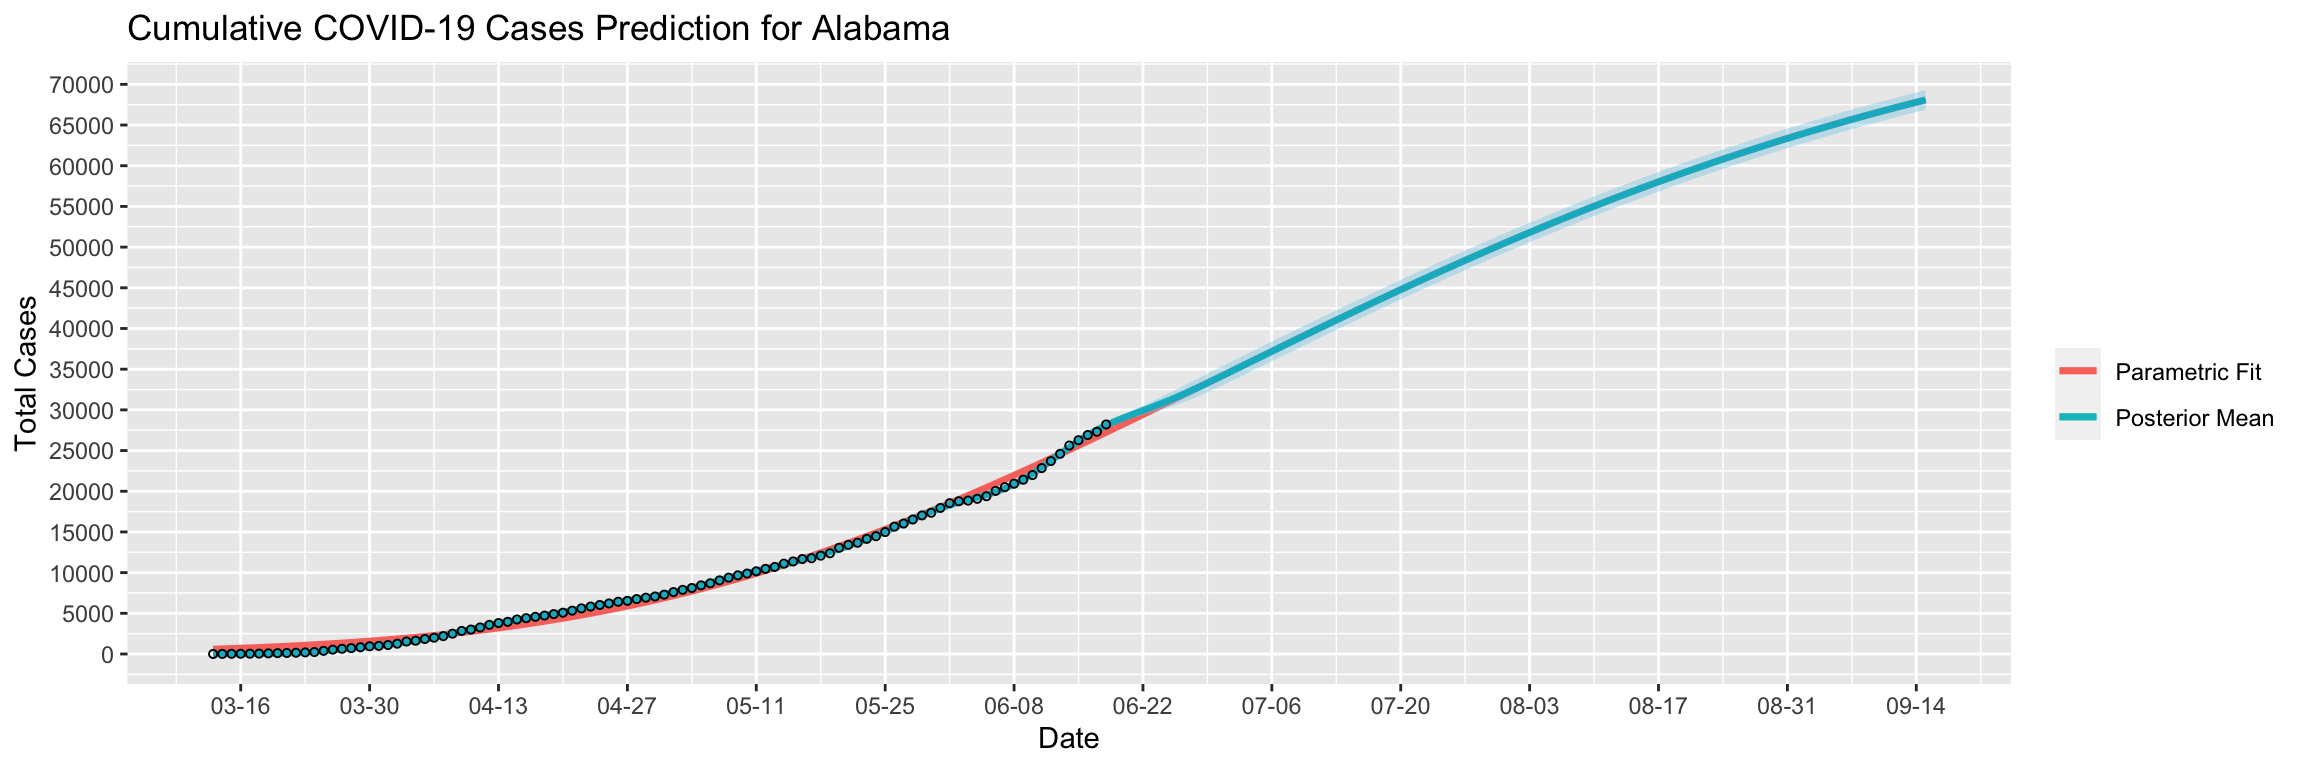 Cumulative COVID-19 Cases Prediction for Alabama
70000
65000
60000
55000
50000
45000
40000
35000
30000
25000
20000
15000
10000
5000
0
Total Cases
03-16 03-30 04-13 04-27 05-11 05-25 06-08 06-22 07-06 07-20 08-03 08-17 08-31 09-14
Date
Parametric Fit
Posterior Mean